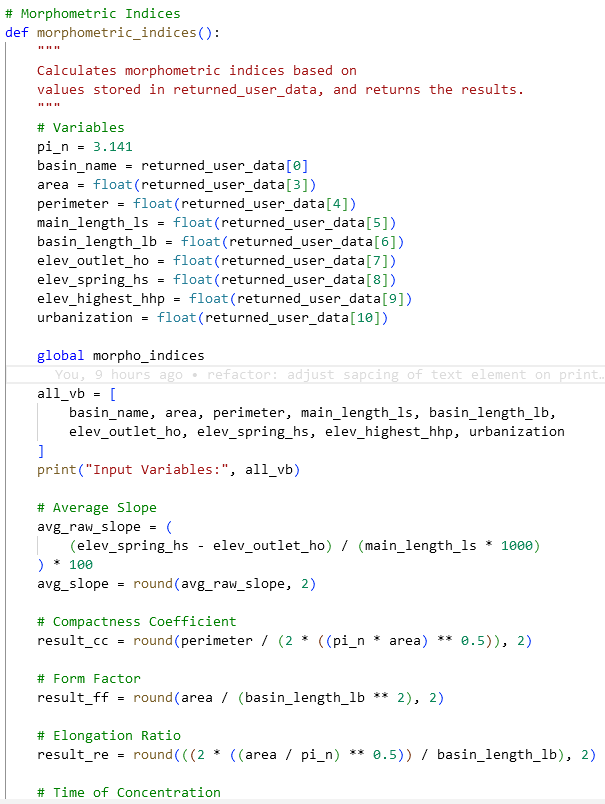 # Morphometric Indices
def morphometric_indices():
    """
    Calculates morphometric indices based on
    values stored in returned_user_data, and returns the results.
    """
    # Variables
    pi_n = 3.141
    basin_name = returned_user_data[0]
    area = float(returned_user_data[3])
    perimeter = float(returned_user_data[4])
    main_length_ls = float(returned_user_data[5])
    basin_length_lb = float(returned_user_data[6])
    elev_outlet_ho = float(returned_user_data[7])
    elev_spring_hs = float(returned_user_data[8])
    elev_highest_hhp = float(returned_user_data[9])
    urbanization = float(returned_user_data[10])

    global morpho_indices
      You, 9 hours ago • refactor: adjust sapcing of text element on print…
    all_vb = [
        basin_name, area, perimeter, main_length_ls, basin_length_lb,
        elev_outlet_ho, elev_spring_hs, elev_highest_hhp, urbanization
    ]
    print("Input Variables:", all_vb)

    # Average Slope
    avg_raw_slope = (
        (elev_spring_hs - elev_outlet_ho) / (main_length_ls * 1000)
    ) * 100
    avg_slope = round(avg_raw_slope, 2)

    # Compactness Coefficient
    result_cc = round(perimeter / (2 * ((pi_n * area) ** 0.5)), 2)

    # Form Factor
    result_ff = round(area / (basin_length_lb ** 2), 2)

    # Elongation Ratio
    result_re = round(((2 * ((area / pi_n) ** 0.5)) / basin_length_lb), 2)

    # Time of Concentration